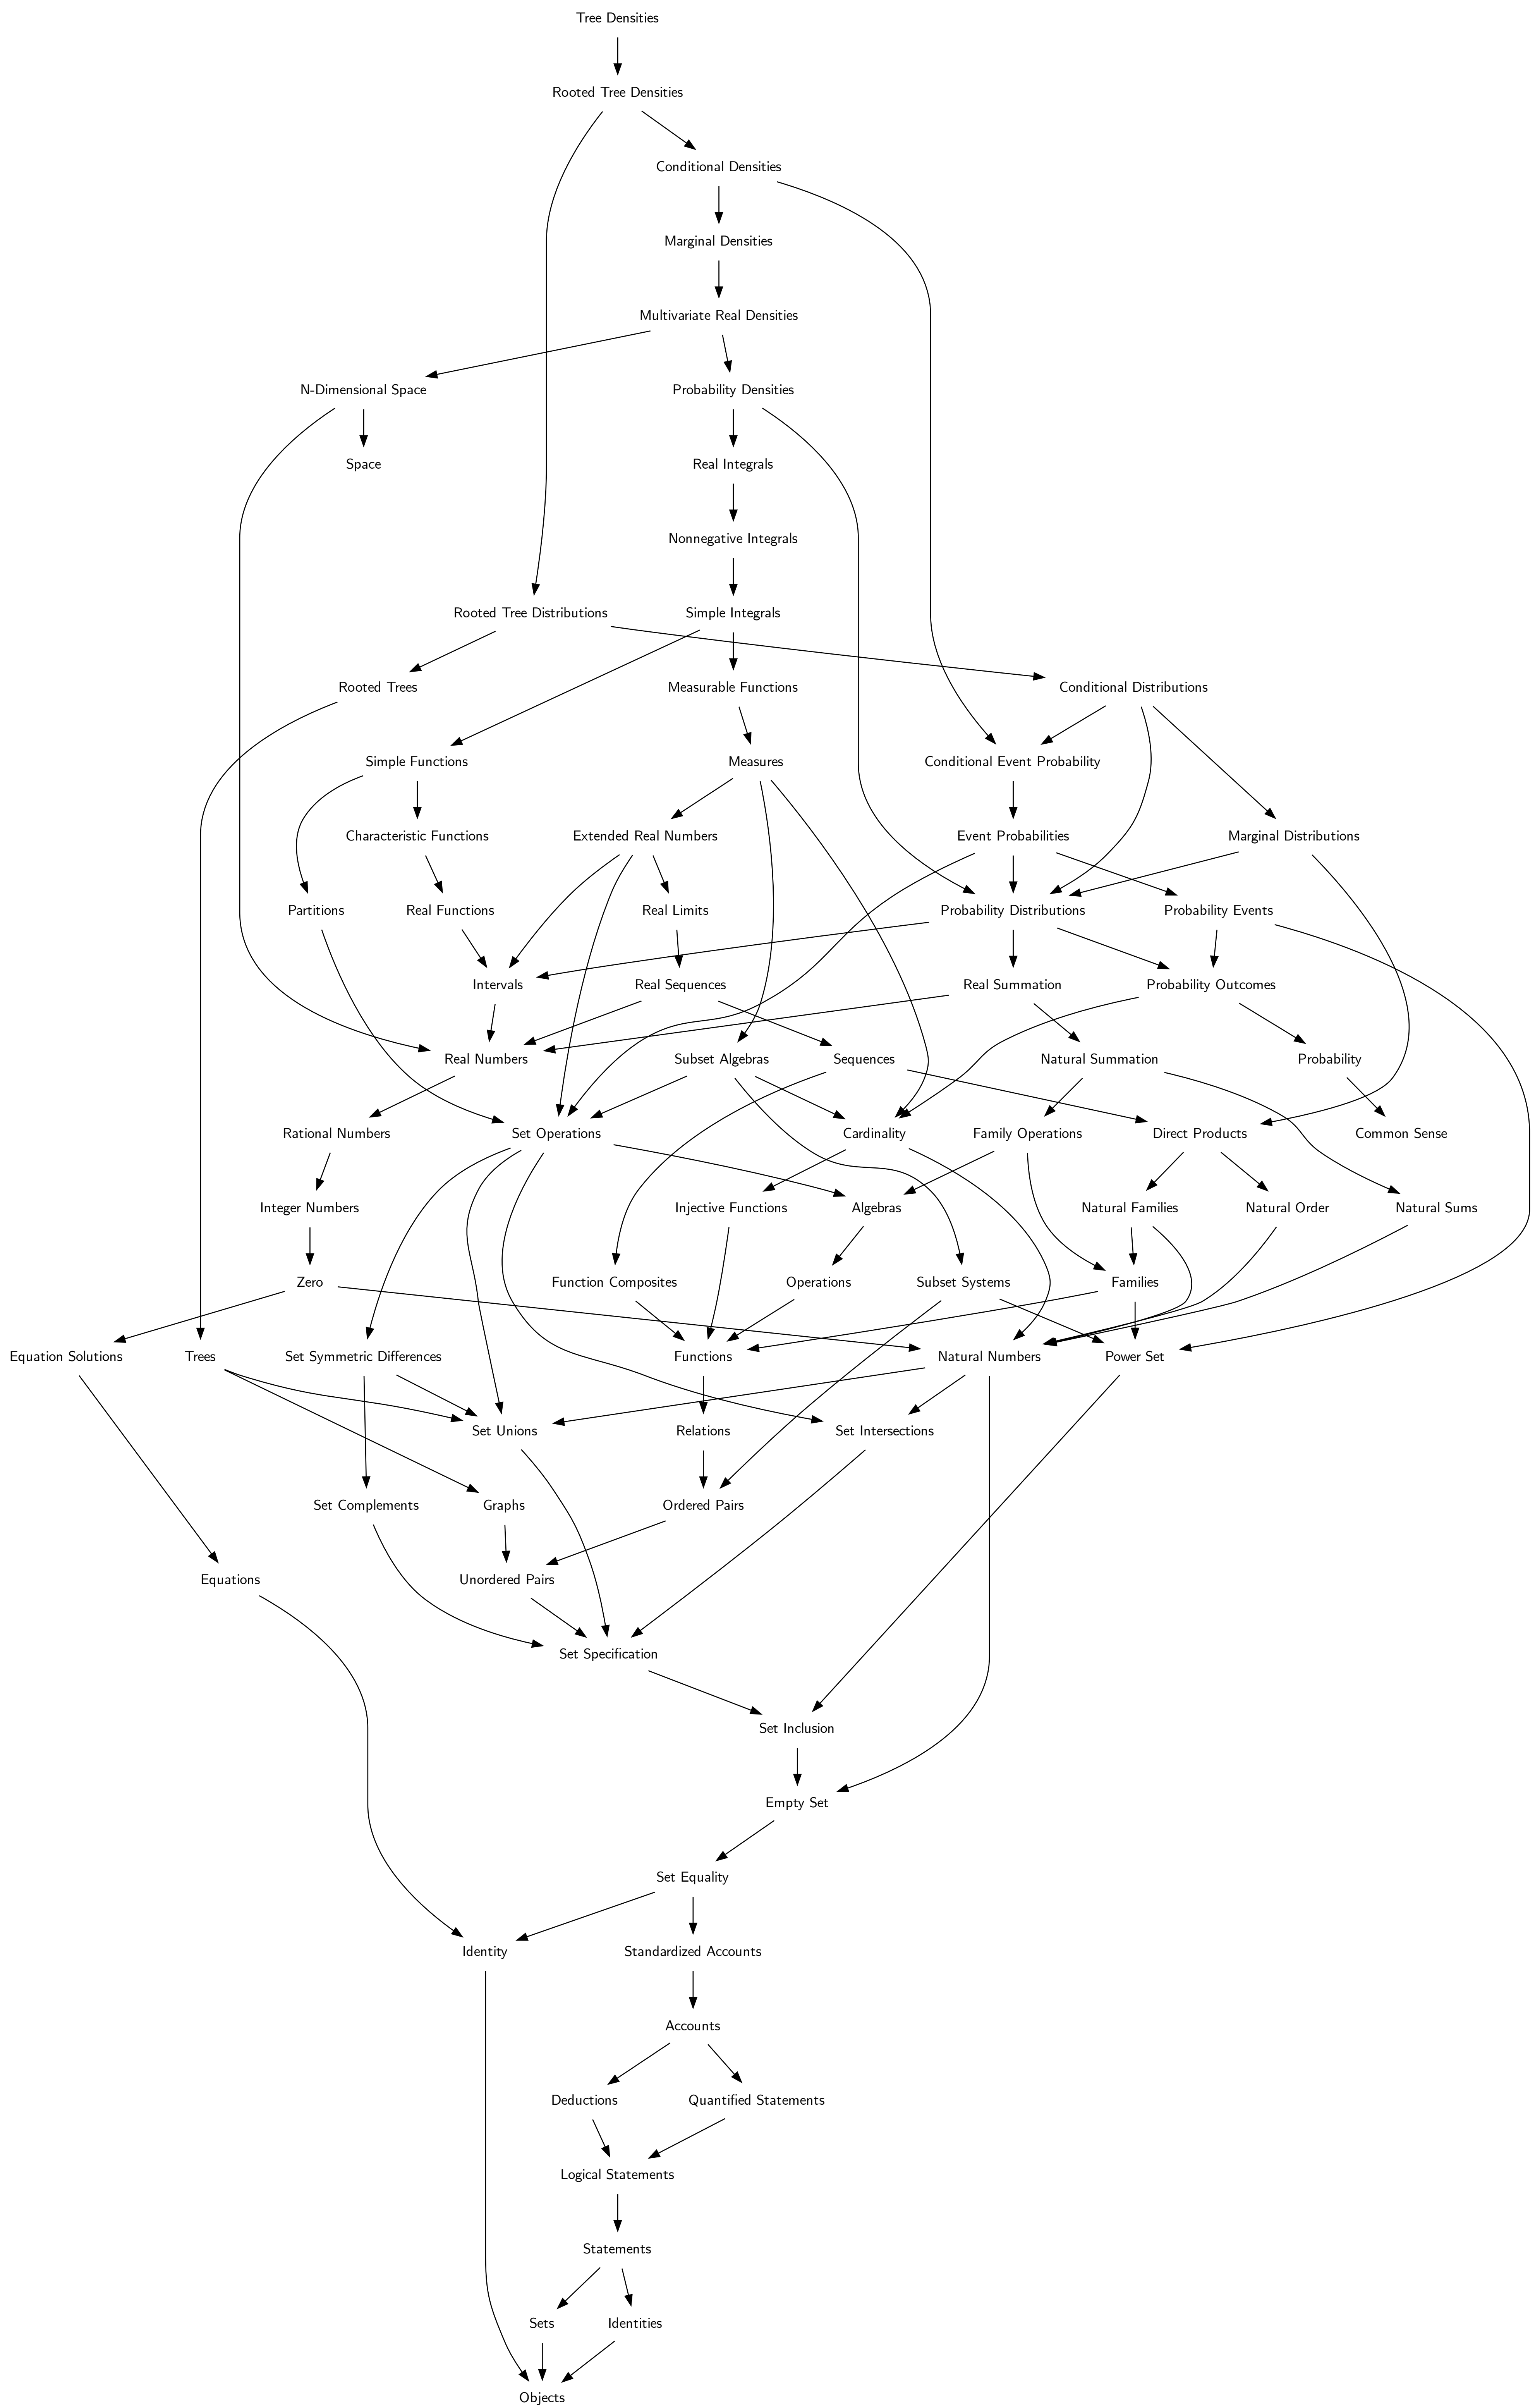 Tree Densities
Rooted Tree Densities
Conditional Densities
Marginal Densities
Multivariate Real Densities
N-Dimensional Space
Probability Densities
Space
Real Integrals
Nonnegative Integrals
Rooted Tree Distributions
Simple Integrals
Rooted Trees
Measurable Functions
Conditional Distributions
Simple Functions
Measures
Conditional Event Probability
Characteristic Functions
Extended Real Numbers
Event Probabilities
Marginal Distributions
Partitions
Real Functions
Real Limits
Probability Distributions
Probability Events
Intervals
Real Sequences
Real Summation
Probability Outcomes
Real Numbers
Subset Algebras
Sequences
Natural Summation
Probability
Rational Numbers
Set Operations
Cardinality
Family Operations
Direct Products
Common Sense
Integer Numbers
Injective Functions
Algebras
Natural Families
Natural Order
Natural Sums
Zero
Function Composites
Operations
Subset Systems
Families
Equation Solutions
Trees
Set Symmetric Differences
Functions
Natural Numbers
Power Set
Set Unions
Relations
Set Intersections
Set Complements
Graphs
Ordered Pairs
Equations
Unordered Pairs
Set Specification
Set Inclusion
Empty Set
Set Equality
Identity
Standardized Accounts
Accounts
Deductions
Quantified Statements
Logical Statements
Statements
Sets
Identities
Objects